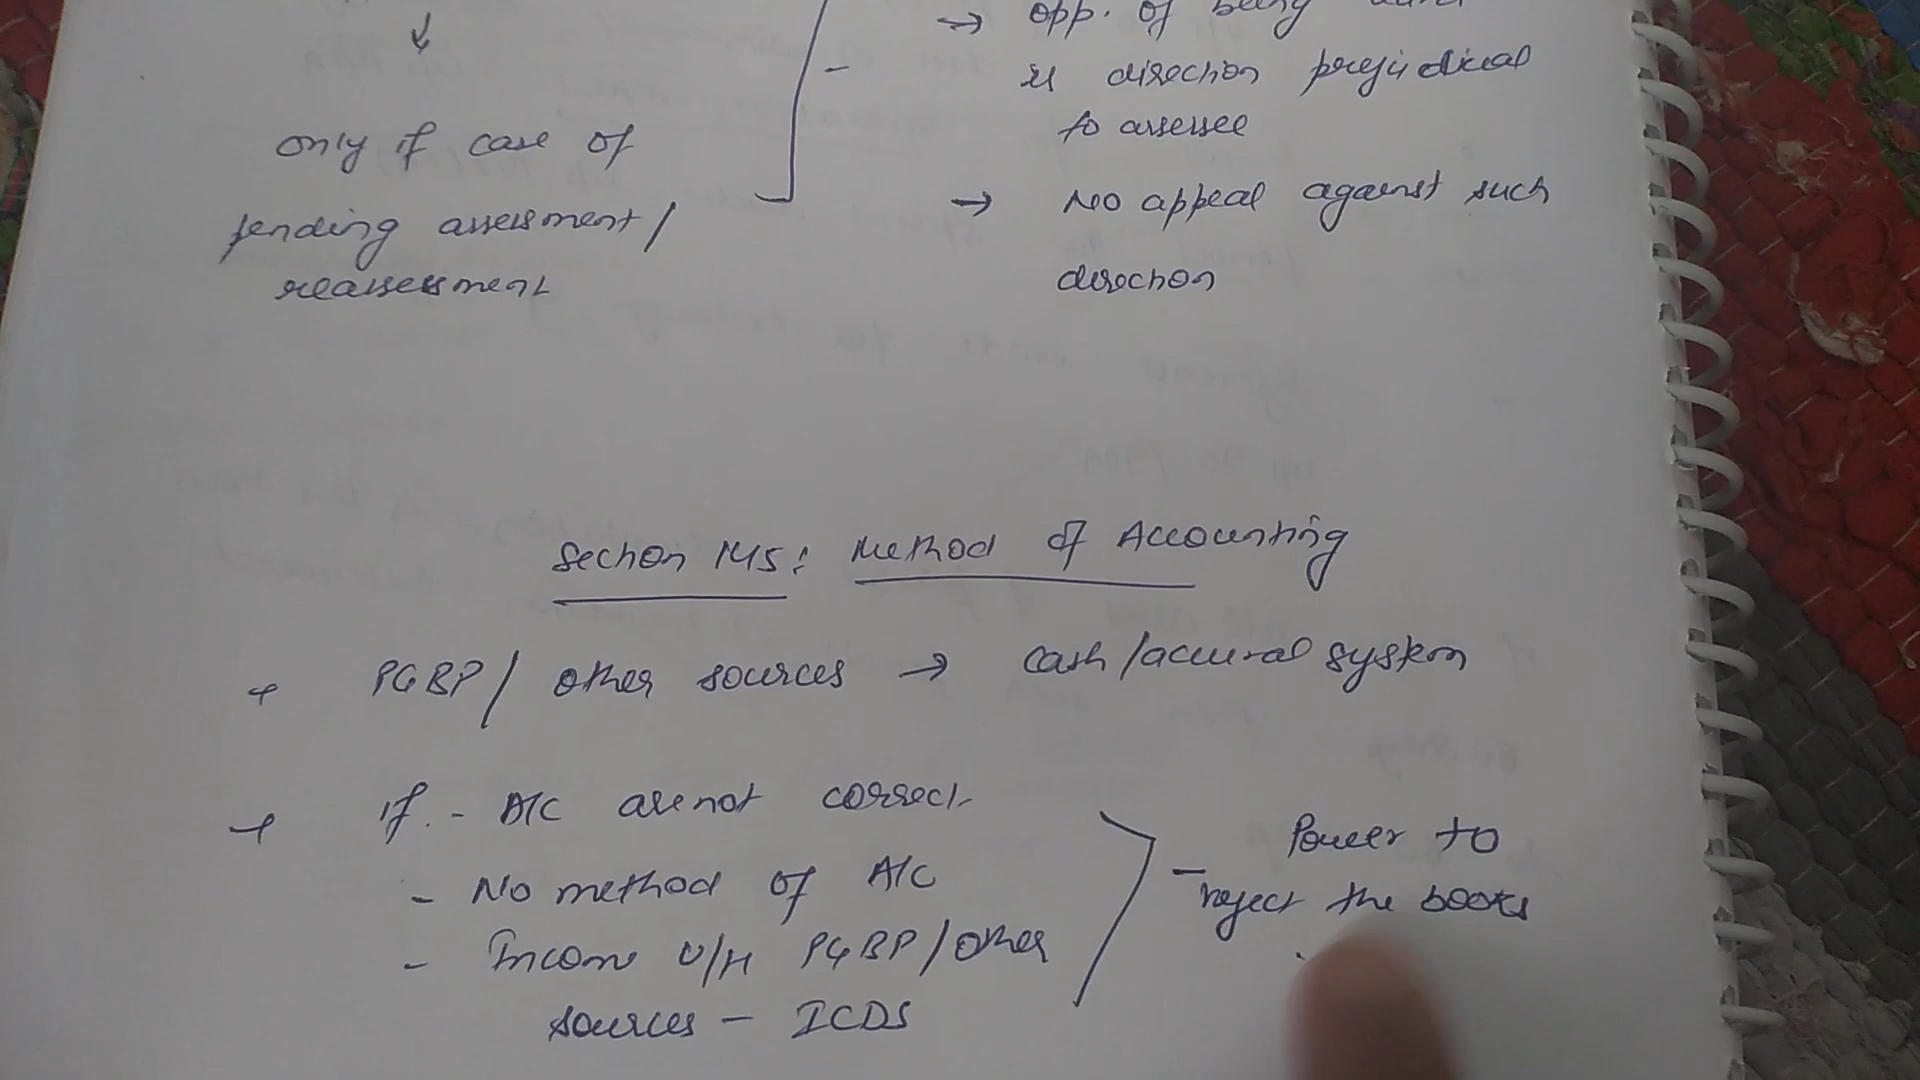 only if case of
pending assessment/
reassessment
→ opp. of being
is direction prejudicial
to assessee
→ No appeal against such
direction
Section 145: Method of Accounting
PGBP/ other sources → cash/accural system
if. - A/C are not correct
- No method of A/C
- Income U/H PGBP/other
sources - ICDS
- Power to
reject the books